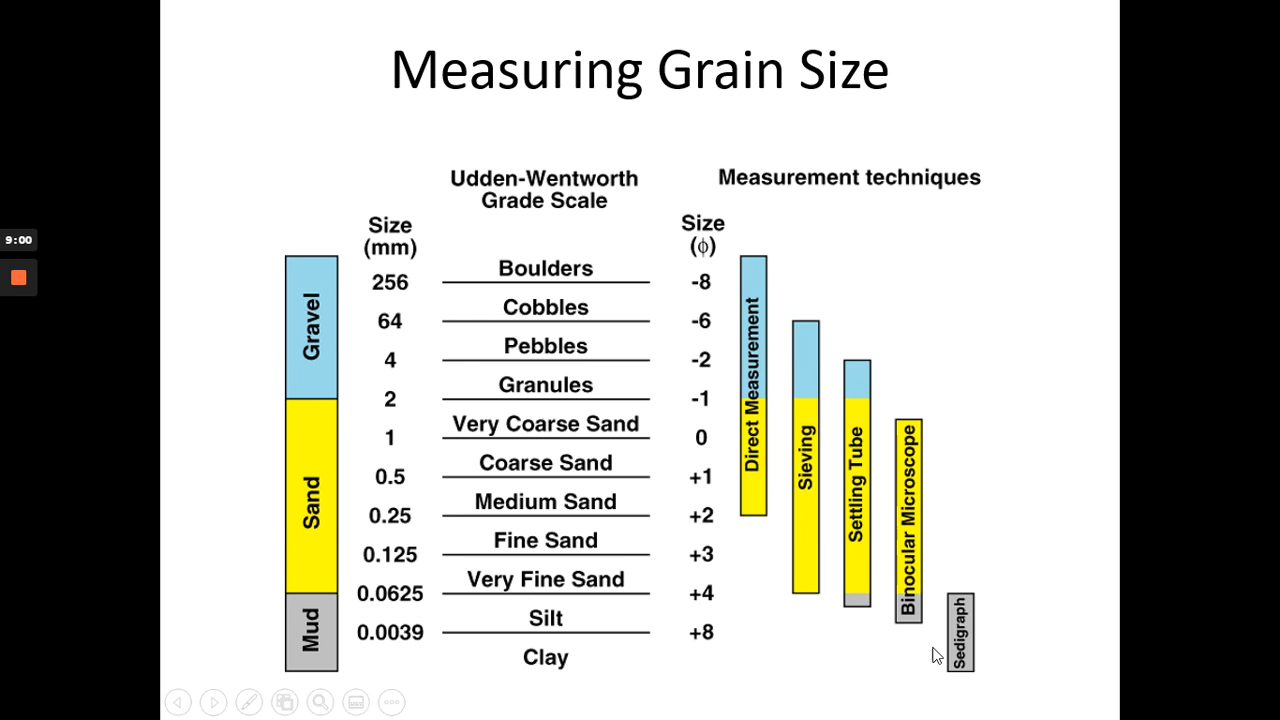 Measuring Grain Size
Udden-Wentworth
Grade Scale
Measurement techniques
Size
(mm)
Size
(ϕ)
9:00
Boulders
256
-8
Cobbles
64
-6
Pebbles
4
-2
Granules
2
-1
Very Coarse Sand
1
0
Coarse Sand
0.5
+1
Medium Sand
0.25
+2
Fine Sand
0.125
+3
Very Fine Sand
0.0625
+4
Silt
0.0039
+8
Clay
Gravel
Sand
Mud
Direct Measurement
Sieving
Settling Tube
Binocular Microscope
Sedigraph